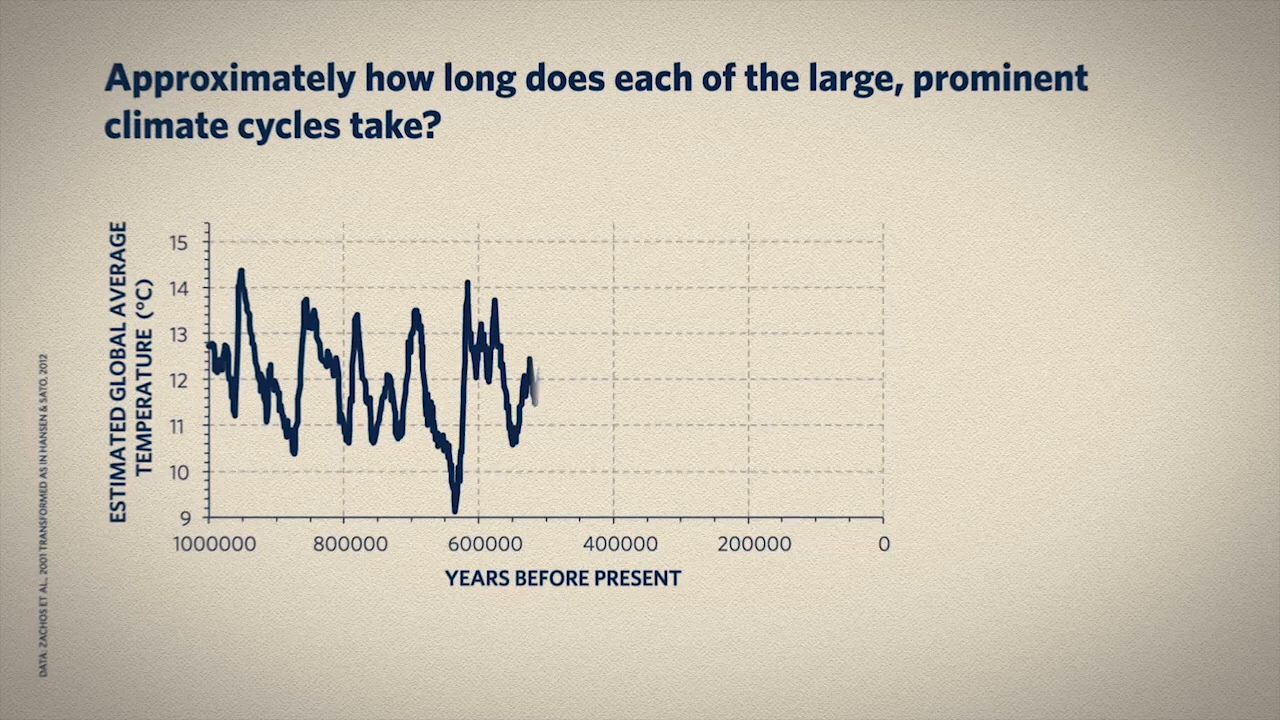 Approximately how long does each of the large, prominent
climate cycles take?
ESTIMATED GLOBAL AVERAGE
TEMPERATURE (°C)
15
14
13
12
11
10
9
1000000 800000 600000 400000 200000 0
YEARS BEFORE PRESENT
DATA: ZACHOS ET AL., 2001 TRANSFORMED AS IN HANSEN & SATO, 2012